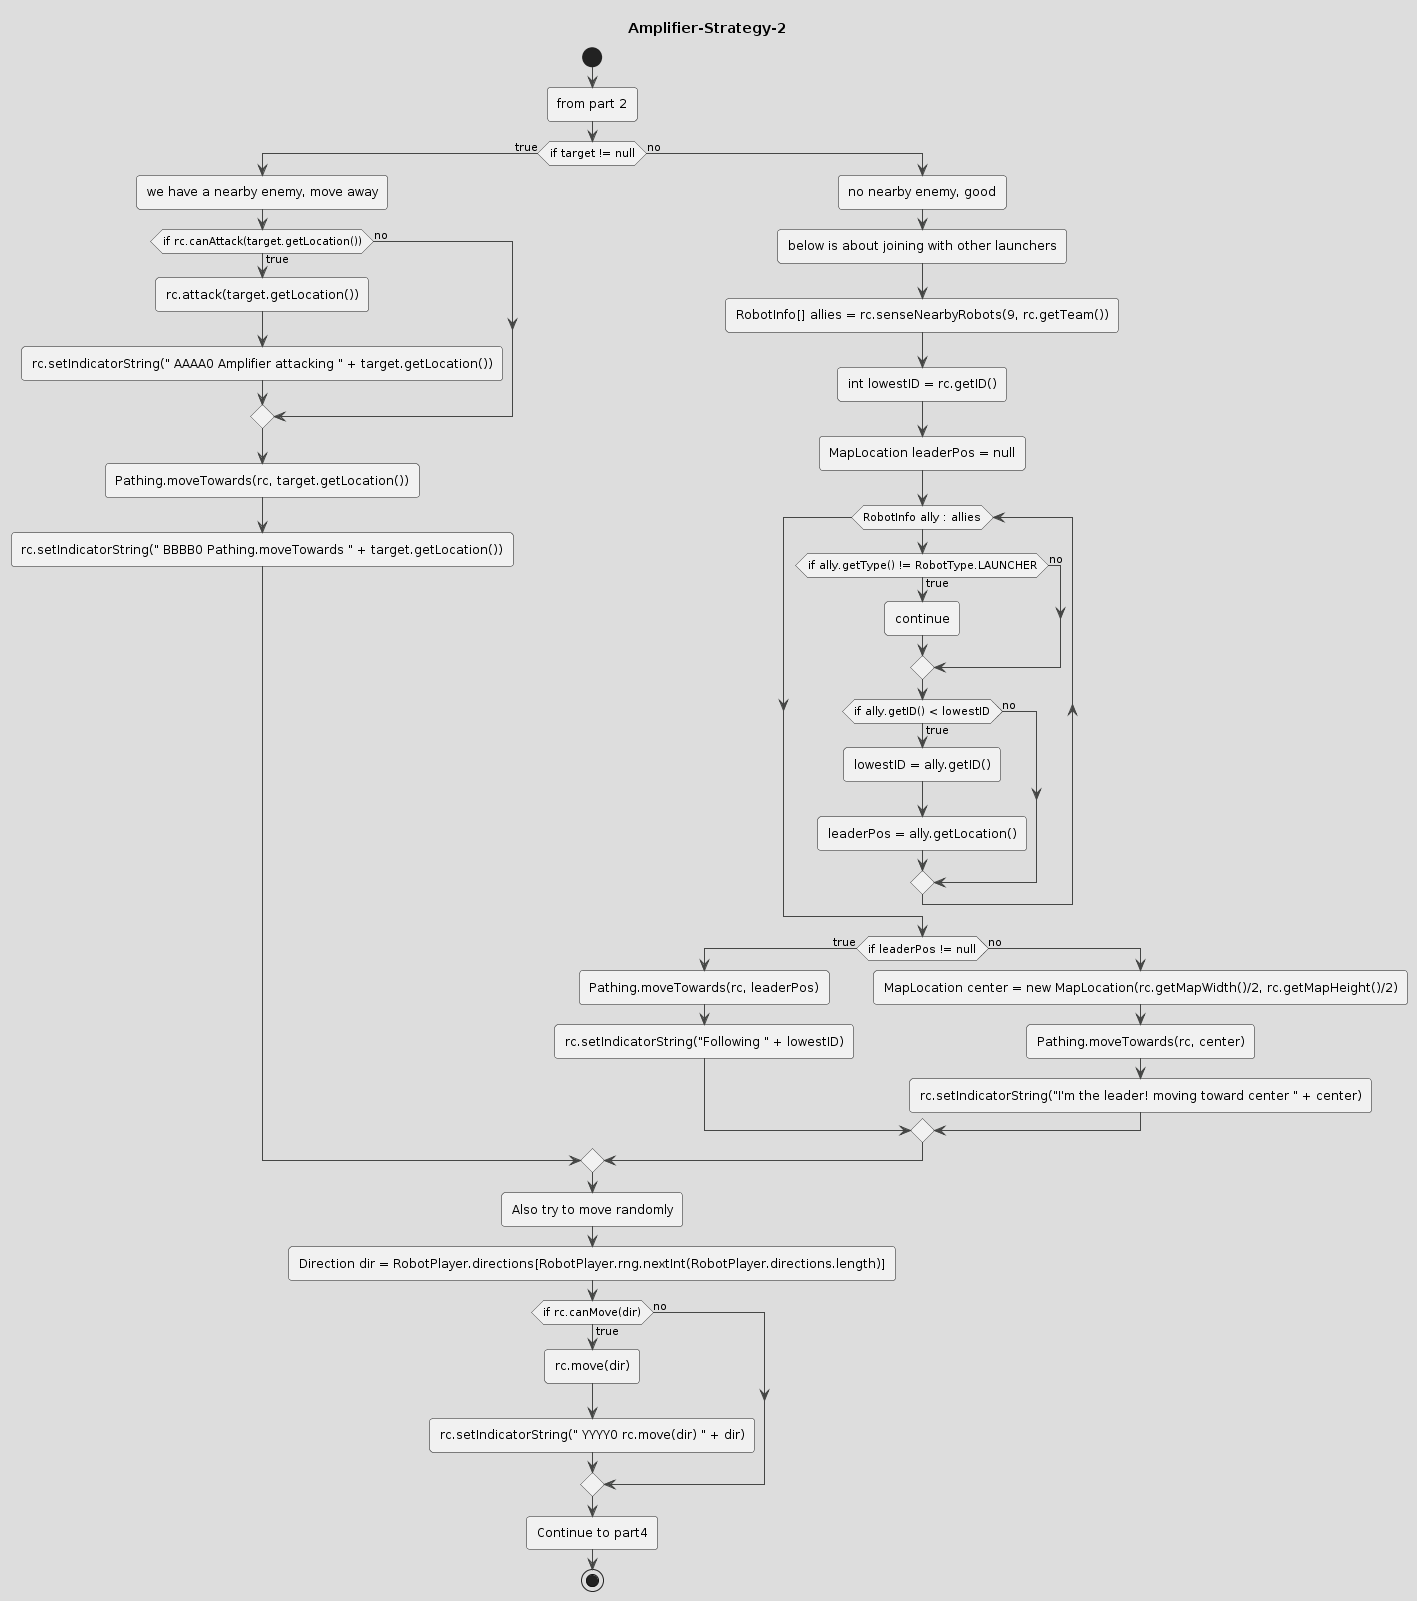 Amplifier-Strategy-2
from part 2
if target != null
true
no
we have a nearby enemy, move away
if rc.canAttack(target.getLocation())
no
true
rc.attack(target.getLocation())
rc.setIndicatorString(" AAAA0 Amplifier attacking " + target.getLocation())
Pathing.moveTowards(rc, target.getLocation())
rc.setIndicatorString(" BBBB0 Pathing.moveTowards " + target.getLocation())
no nearby enemy, good
below is about joining with other launchers
RobotInfo[] allies = rc.senseNearbyRobots(9, rc.getTeam())
int lowestID = rc.getID()
MapLocation leaderPos = null
RobotInfo ally : allies
if ally.getType() != RobotType.LAUNCHER
no
true
continue
if ally.getID() < lowestID
no
true
lowestID = ally.getID()
leaderPos = ally.getLocation()
if leaderPos != null
true
no
Pathing.moveTowards(rc, leaderPos)
rc.setIndicatorString("Following " + lowestID)
MapLocation center = new MapLocation(rc.getMapWidth()/2, rc.getMapHeight()/2)
Pathing.moveTowards(rc, center)
rc.setIndicatorString("I'm the leader! moving toward center " + center)
Also try to move randomly
Direction dir = RobotPlayer.directions[RobotPlayer.rng.nextInt(RobotPlayer.directions.length)]
if rc.canMove(dir)
no
true
rc.move(dir)
rc.setIndicatorString(" YYYY0 rc.move(dir) " + dir)
Continue to part4